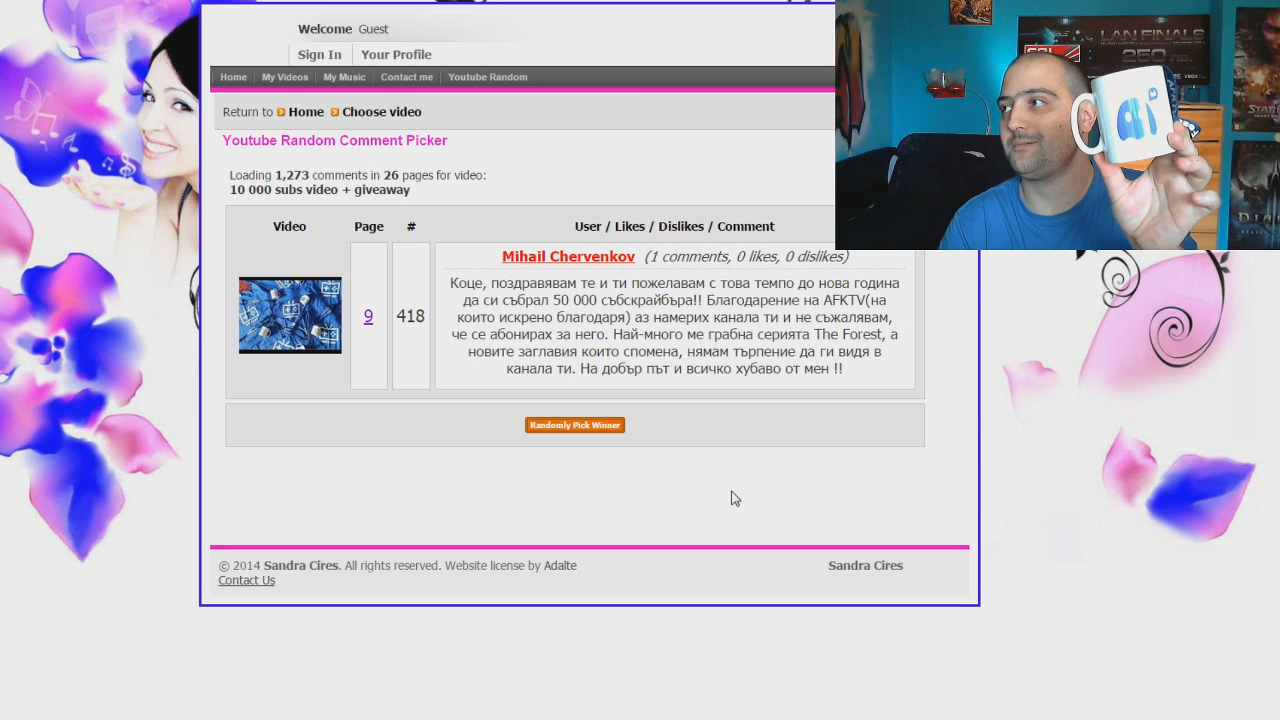 Welcome Guest
Sign In Your Profile
Home My Videos My Music Contact me Youtube Random
Return to Home Choose video
Youtube Random Comment Picker
Loading 1,273 comments in 26 pages for video:
10 000 subs video + giveaway
Video Page # User / Likes / Dislikes / Comment
Mihail Chervenkov (1 comments, 0 likes, 0 dislikes)
9 418
Коце, поздравявам те и ти пожелавам с това темпо до нова година
да си събрал 50 000 събскрайбъра!! Благодарение на AFKTV(на
които искрено благодаря) аз намерих канала ти и не съжалявам,
че се абонирах за него. Най-много ме грабна серията The Forest, а
новите заглавия които спомена, нямам търпение да ги видя в
канала ти. На добър път и всичко хубаво от мен !!
Randomly Pick Winner
© 2014 Sandra Cires. All rights reserved. Website license by Adalte
Sandra Cires
Contact Us
LAN FINALS
250